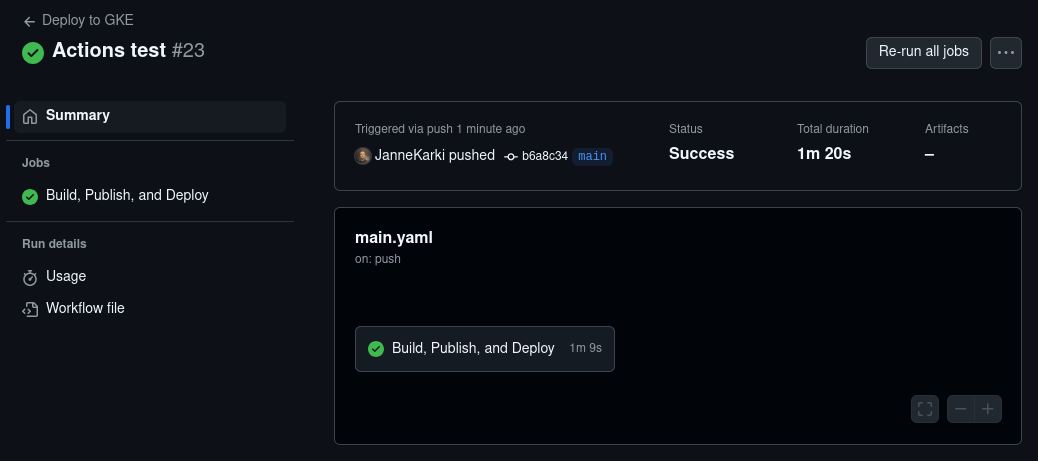 Deploy to GKE
Actions test #23
Re-run all jobs
Summary
Jobs
Build, Publish, and Deploy
Run details
Usage
Workflow file
Triggered via push 1 minute ago
JanneKarki pushed b6a8c34 main
Status
Success
Total duration
1m 20s
Artifacts
–
main.yaml
on: push
Build, Publish, and Deploy 1m 9s